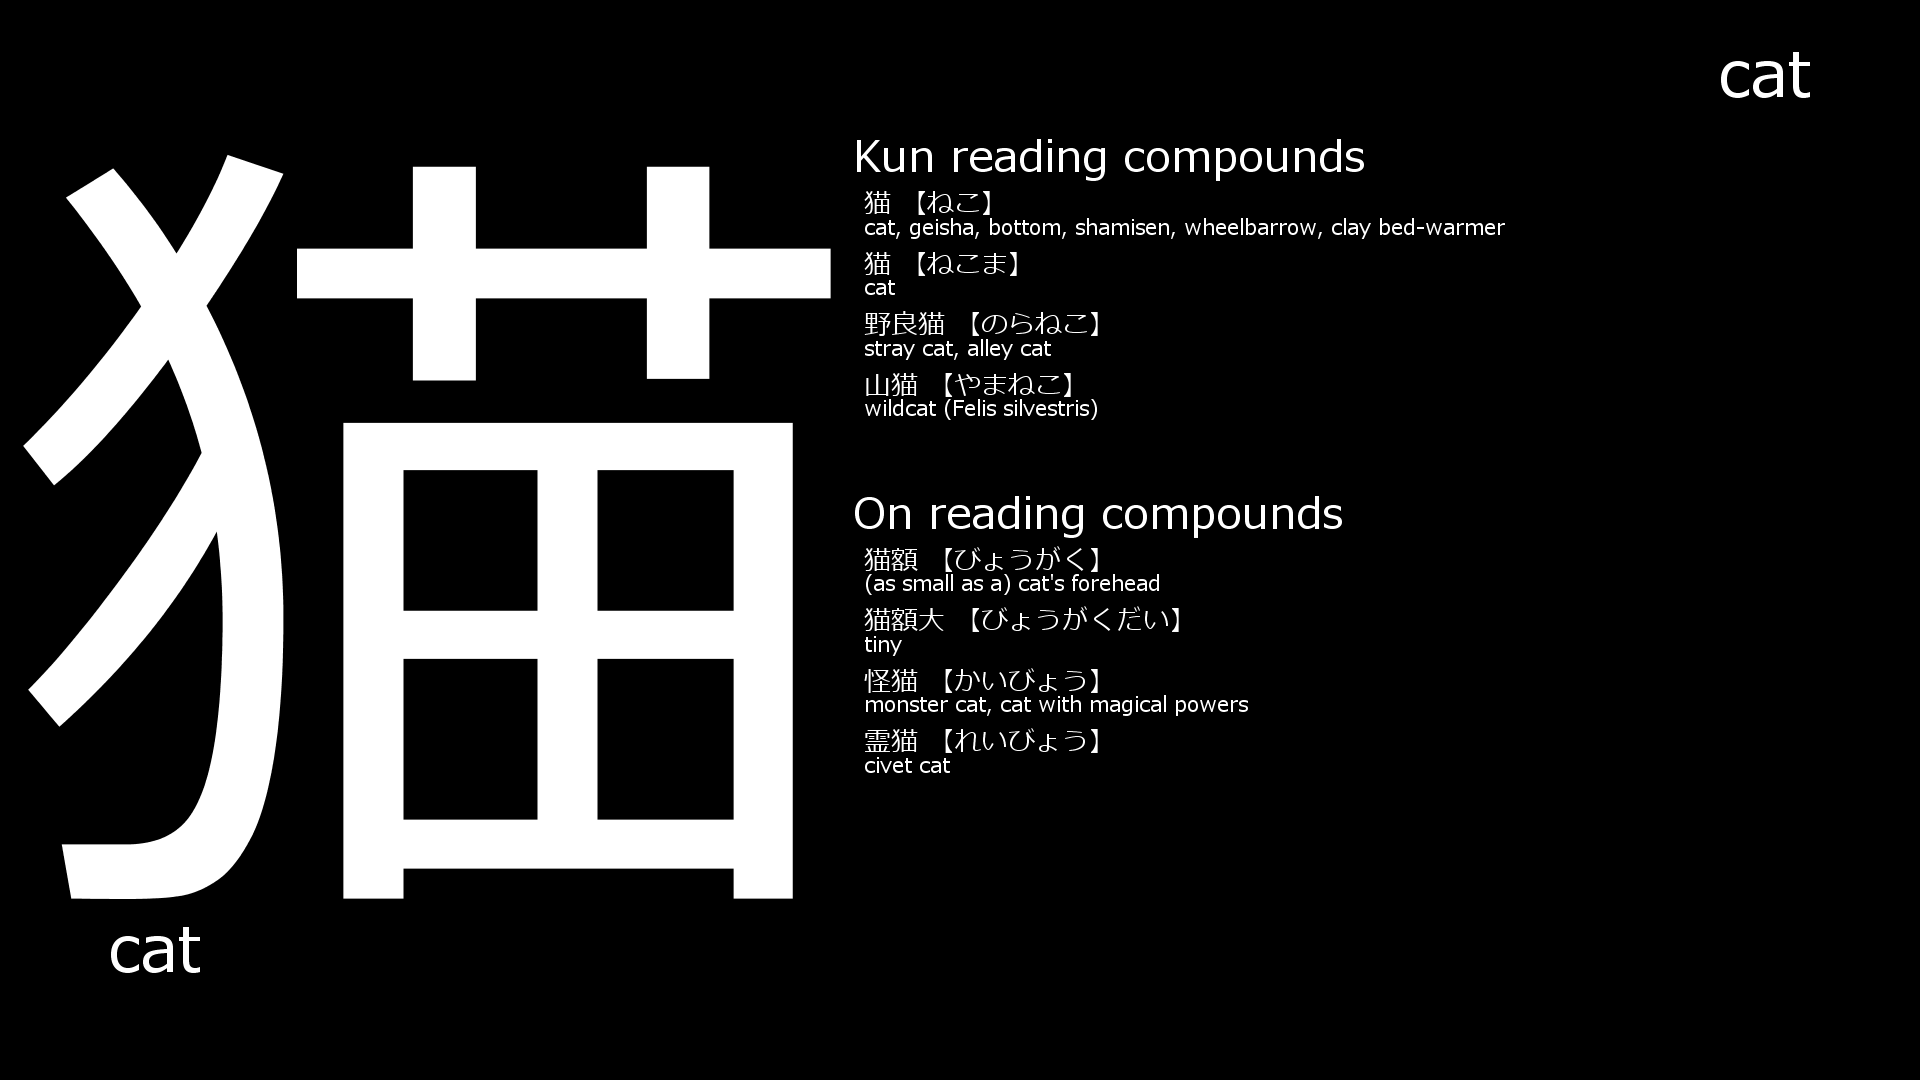 cat
猫
Kun reading compounds
猫 【ねこ】
cat, geisha, bottom, shamisen, wheelbarrow, clay bed-warmer
猫 【ねこま】
cat
野良猫 【のらねこ】
stray cat, alley cat
山猫 【やまねこ】
wildcat (Felis silvestris)
On reading compounds
猫額 【びょうがく】
(as small as a) cat's forehead
猫額大 【びょうがくだい】
tiny
怪猫 【かいびょう】
monster cat, cat with magical powers
霊猫 【れいびょう】
civet cat
cat